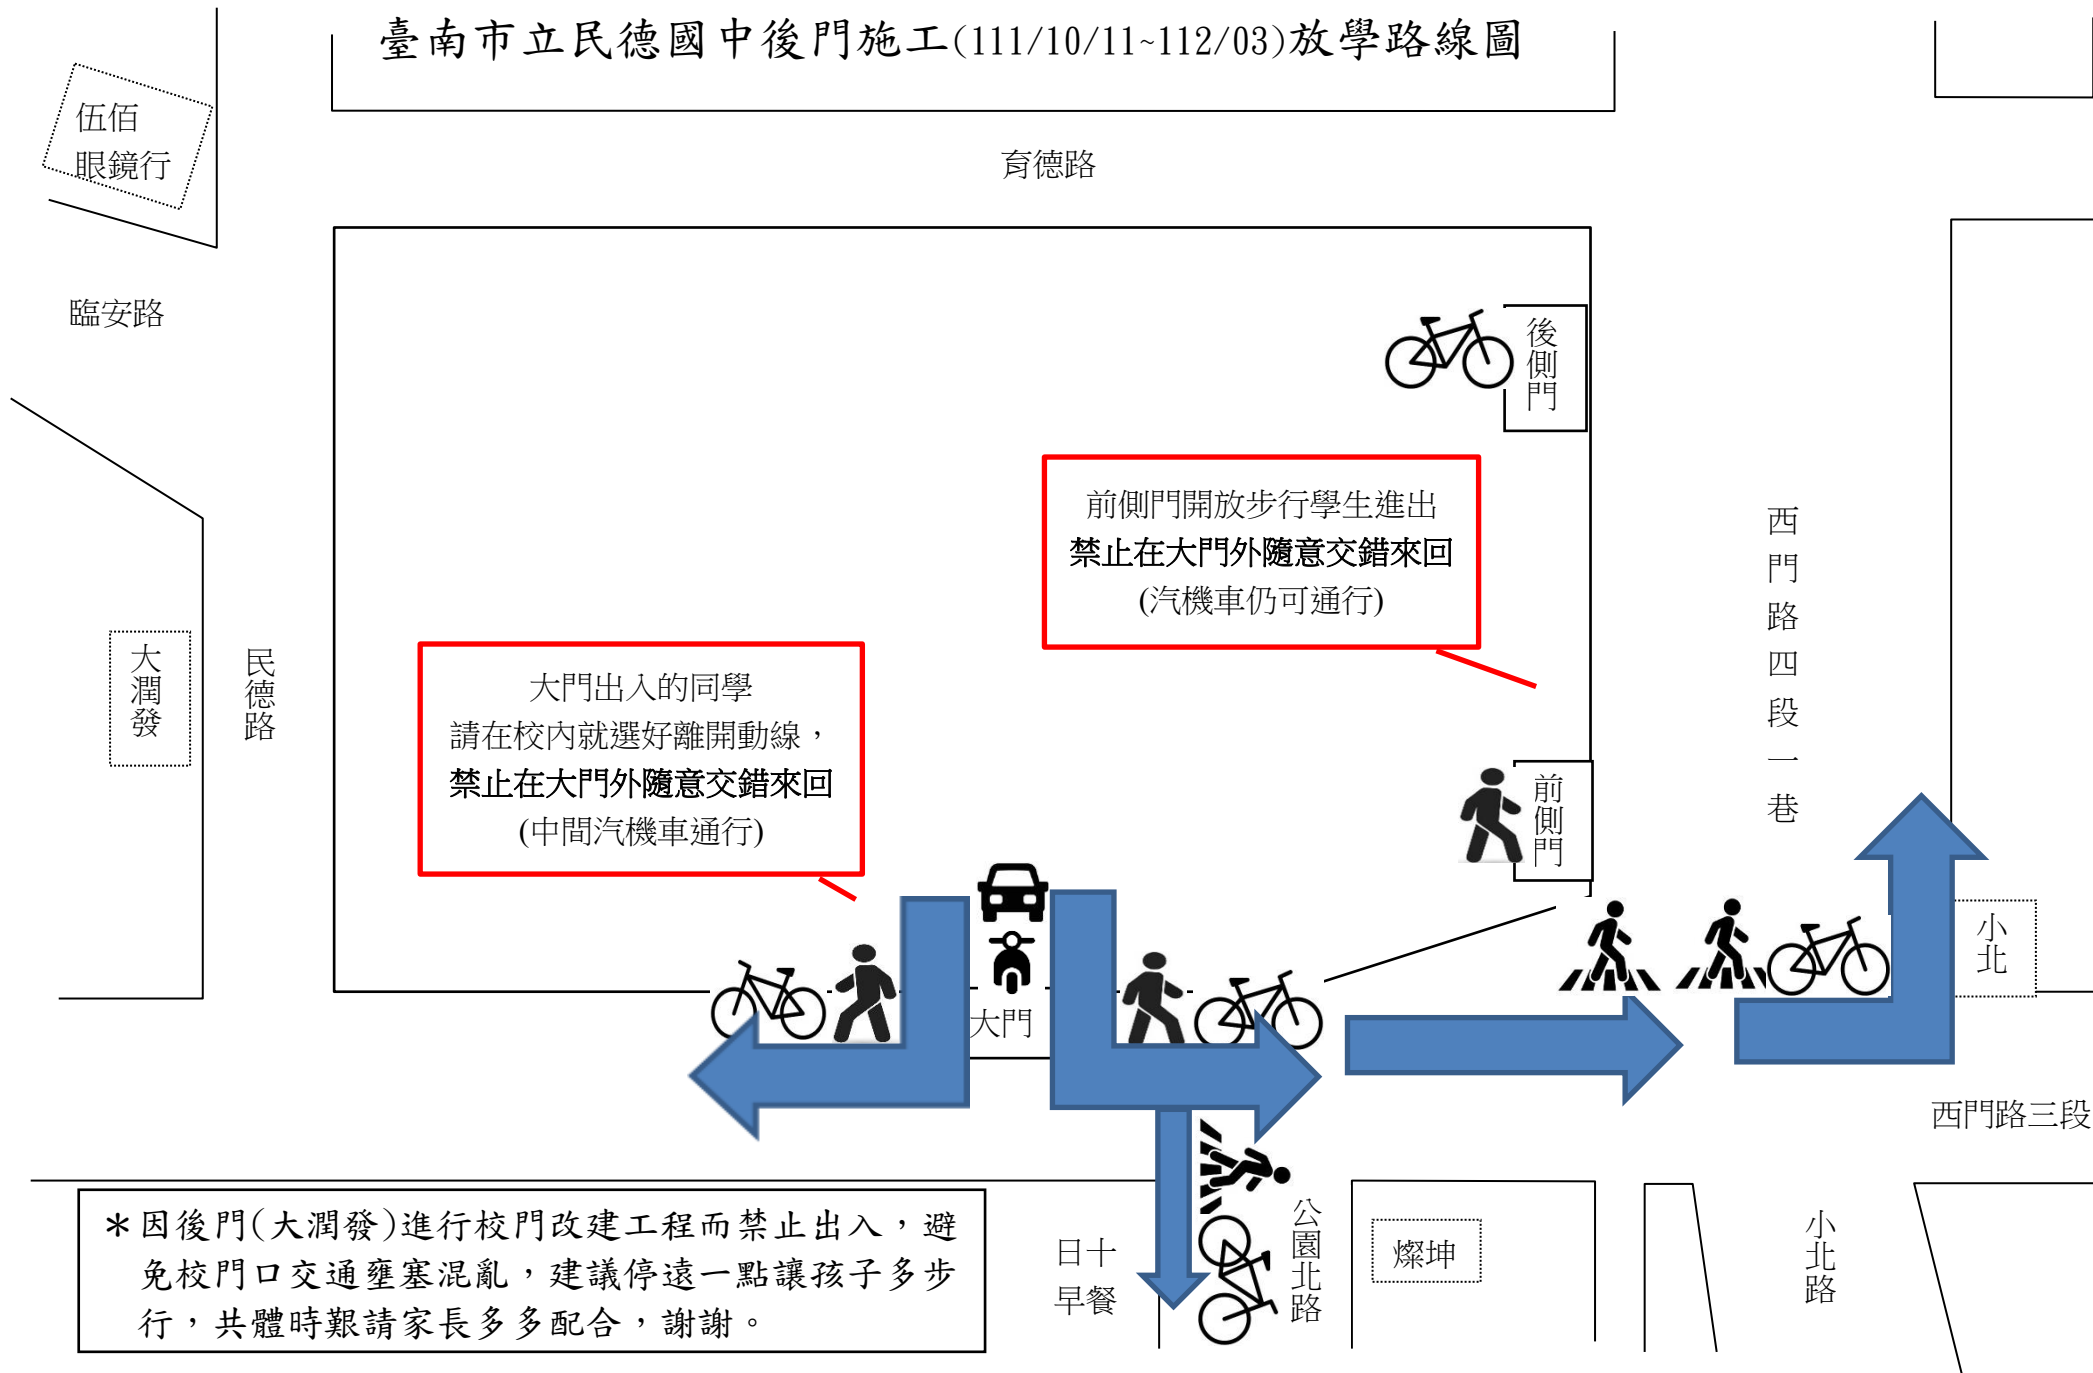 臺南市立民德國中後門施工(111/10/11~112/03)放學路線圖
伍佰
眼鏡行
育德路
臨安路
後側門
前側門開放步行學生進出
禁止在大門外隨意交錯來回
(汽機車仍可通行)
西門路四段一巷
大潤發
民德路
大門出入的同學
請在校內就選好離開動線，
禁止在大門外隨意交錯來回
(中間汽機車通行)
前側門
小北
大門
西門路三段
＊因後門(大潤發)進行校門改建工程而禁止出入，避
免校門口交通壅塞混亂，建議停遠一點讓孩子多步
行，共體時艱請家長多多配合，謝謝。
日十
早餐
公園北路
燦坤
小北路